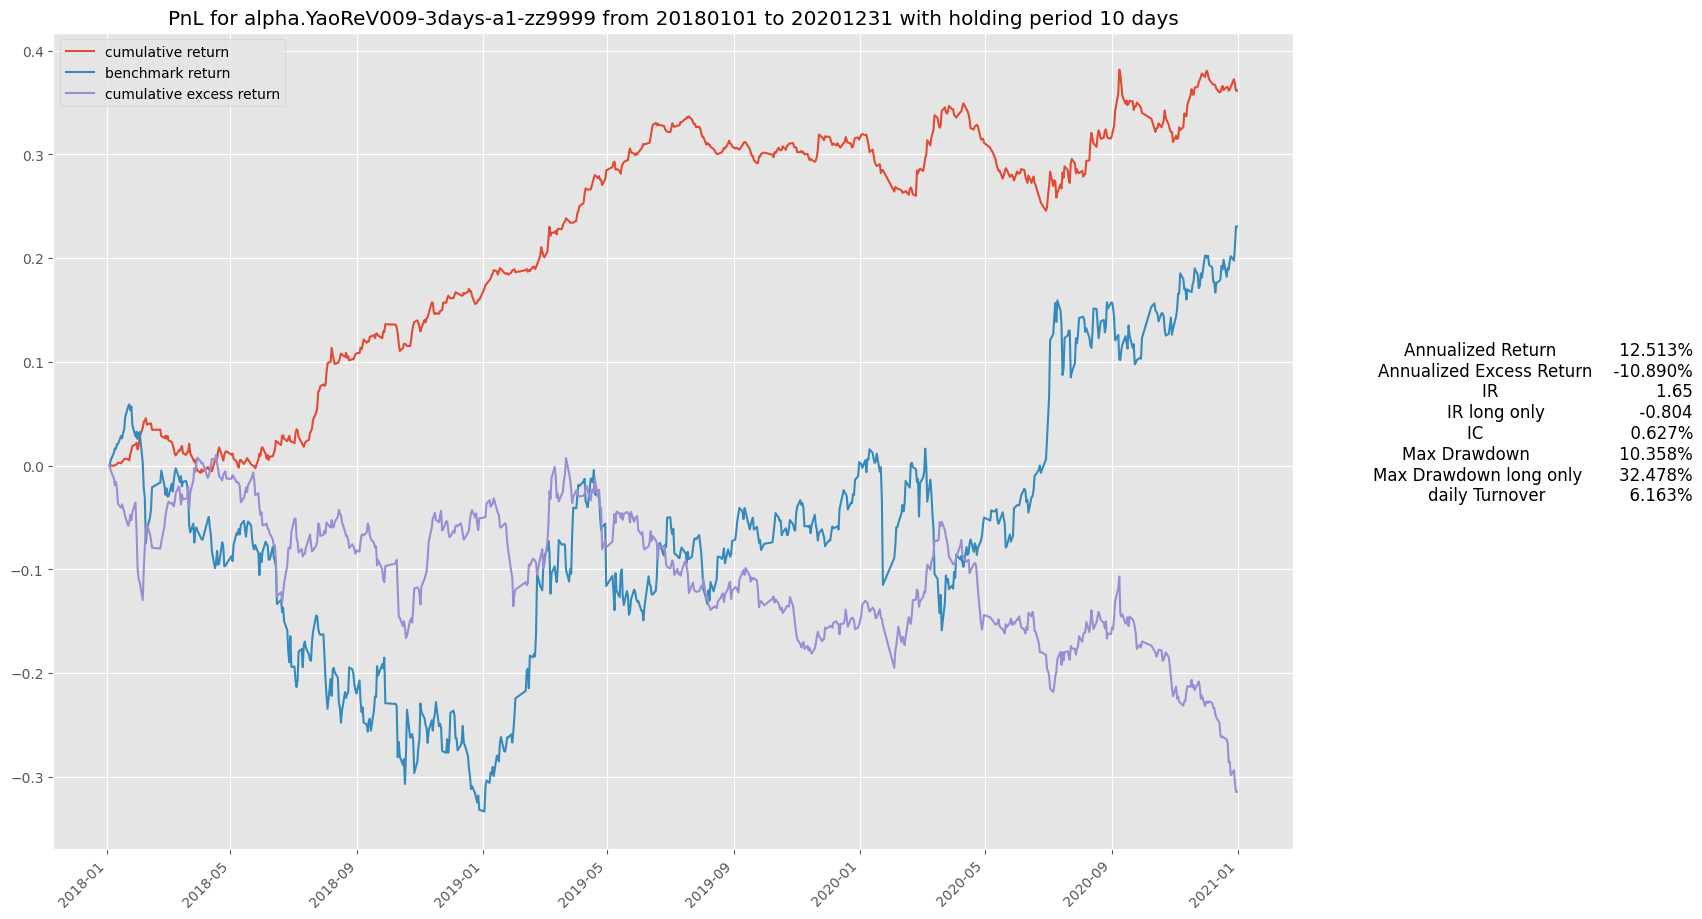 PnL for alpha.YaoReV009-3days-a1-zz9999 from 20180101 to 20201231 with holding period 10 days
cumulative return
benchmark return
cumulative excess return
0.4
0.3
0.2
0.1
0.0
−0.1
−0.2
−0.3
2018-01
2018-05
2018-09
2019-01
2019-05
2019-09
2020-01
2020-05
2020-09
2021-01
Annualized Return 12.513%
Annualized Excess Return -10.890%
IR 1.65
IR long only -0.804
IC 0.627%
Max Drawdown 10.358%
Max Drawdown long only 32.478%
daily Turnover 6.163%